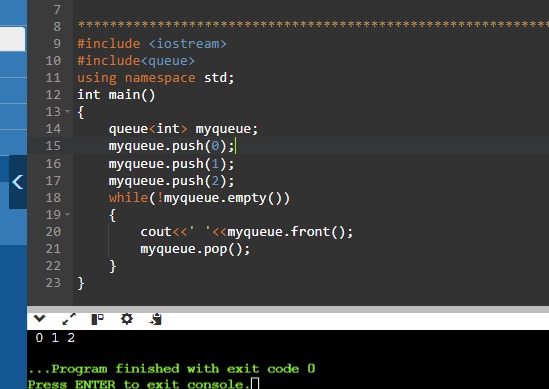 7
8 ************************************************************
9 #include <iostream>
10 #include<queue>
11 using namespace std;
12 int main()
13 {
14     queue<int> myqueue;
15     myqueue.push(0);
16     myqueue.push(1);
17     myqueue.push(2);
18     while(!myqueue.empty())
19     {
20         cout<<' '<<myqueue.front();
21         myqueue.pop();
22     }
23 }
0 1 2
...Program finished with exit code 0
Press ENTER to exit console.